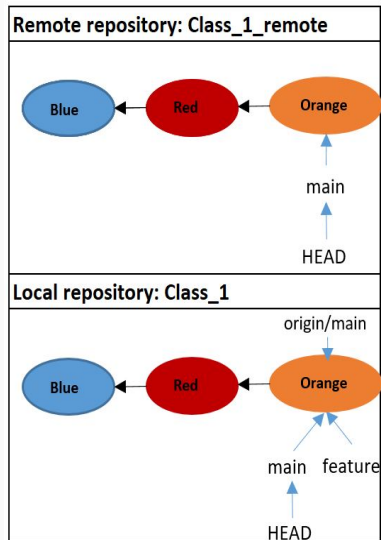 Remote repository: Class_1_remote
Blue
Red
Orange
main
HEAD
Local repository: Class_1
origin/main
Blue
Red
Orange
main feature
HEAD